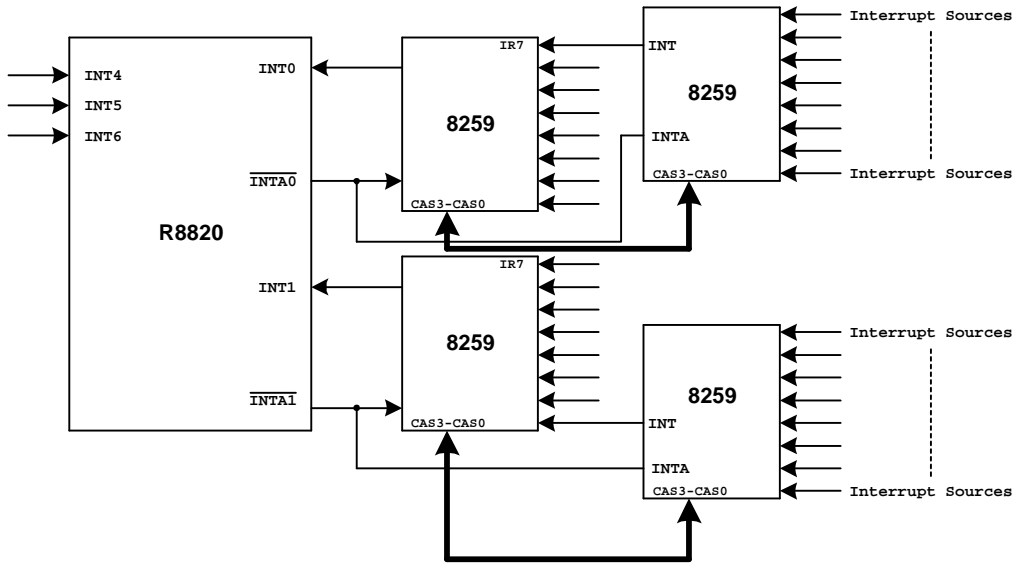 INT4
INT5
INT6
INT0
INTA0
R8820
INT1
INTA1
IR7
8259
CAS3-CAS0
INT
8259
INTA
CAS3-CAS0
Interrupt Sources
Interrupt Sources
IR7
8259
CAS3-CAS0
8259
INT
INTA
CAS3-CAS0
Interrupt Sources
Interrupt Sources